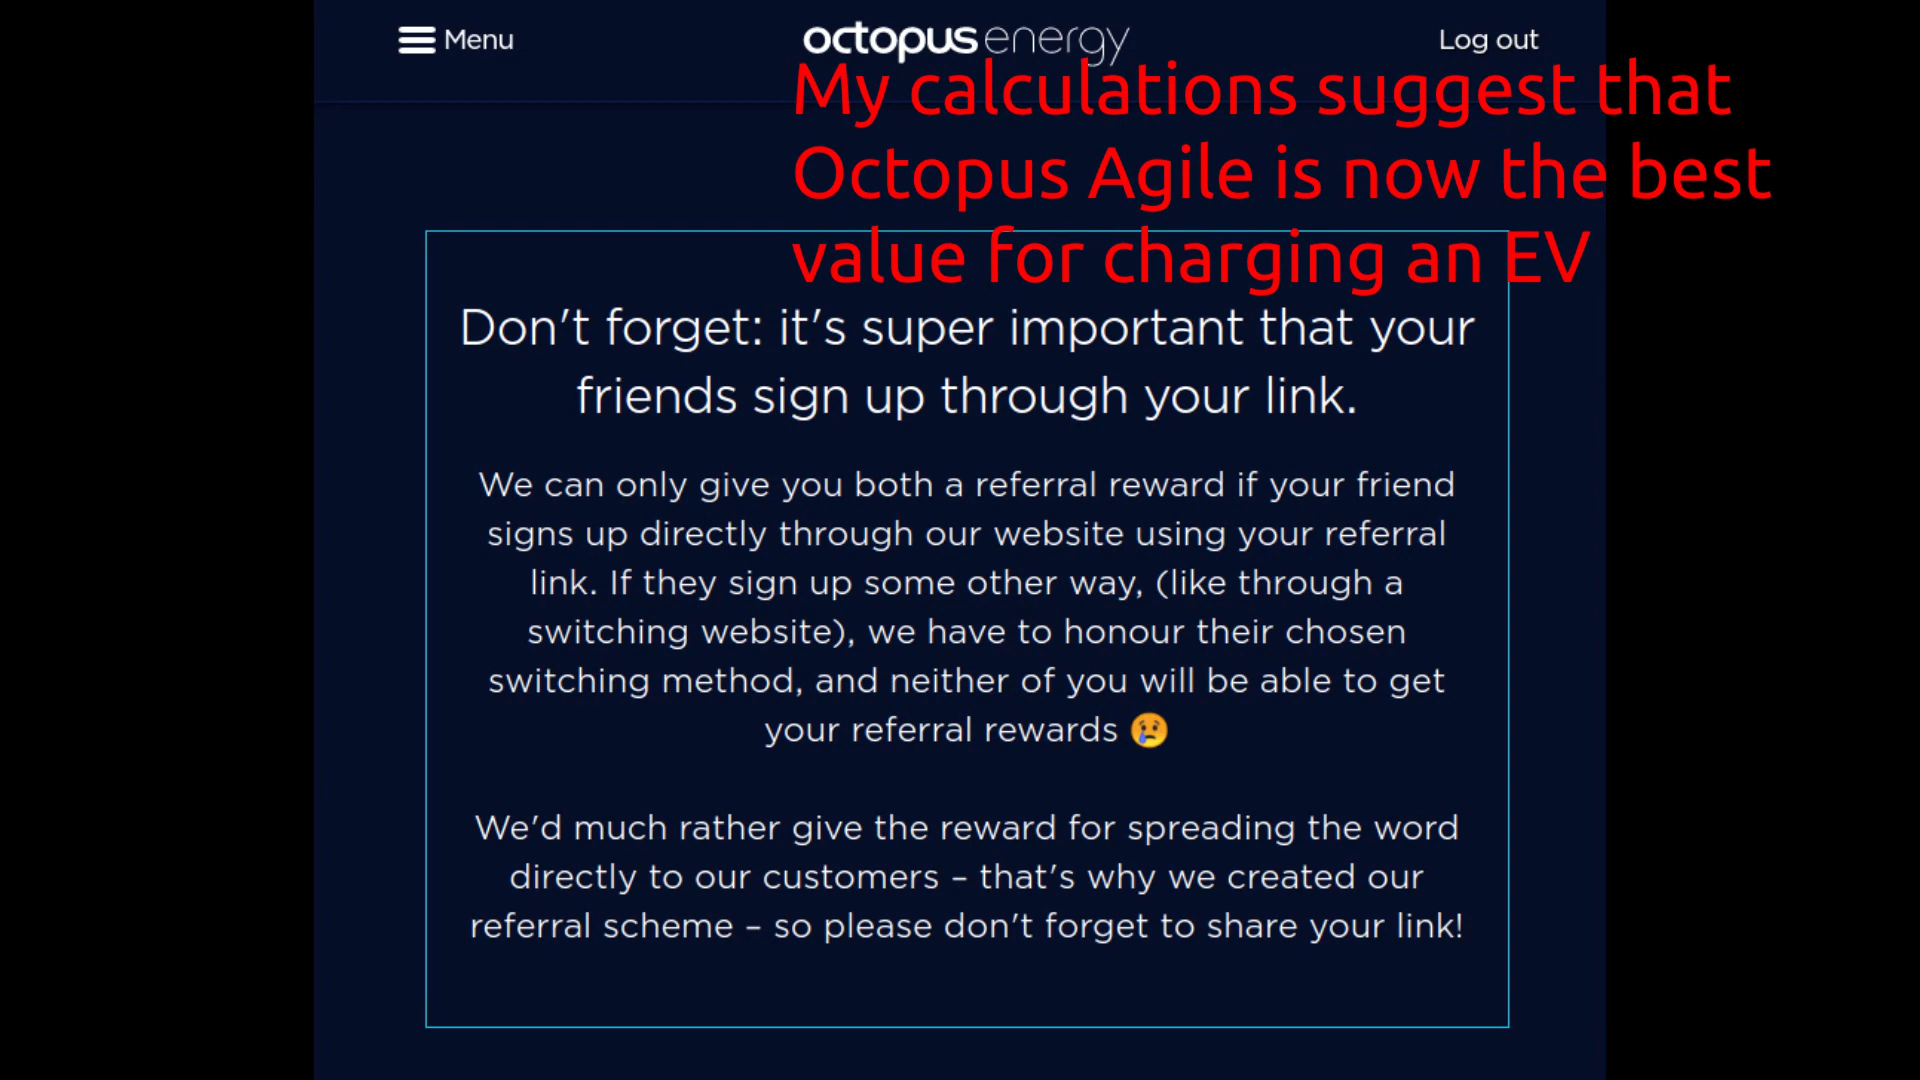 Menu
octopus energy
Log out
My calculations suggest that
Octopus Agile is now the best
value for charging an EV
Don't forget: it's super important that your
friends sign up through your link.
We can only give you both a referral reward if your friend
signs up directly through our website using your referral
link. If they sign up some other way, (like through a
switching website), we have to honour their chosen
switching method, and neither of you will be able to get
your referral rewards 😢
We'd much rather give the reward for spreading the word
directly to our customers – that's why we created our
referral scheme – so please don't forget to share your link!